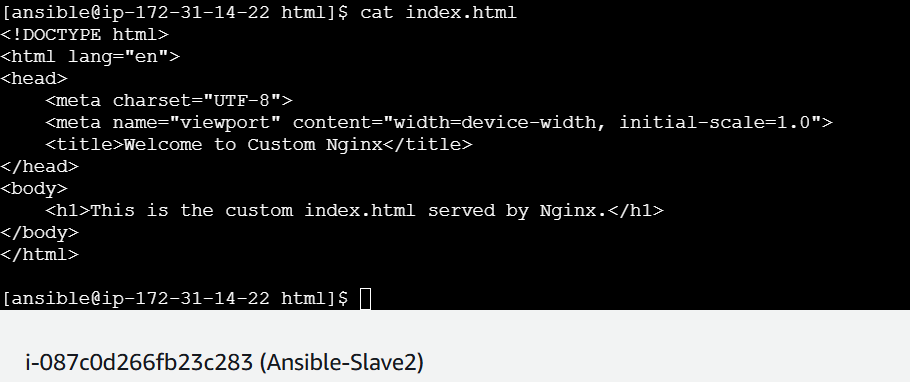 [ansible@ip-172-31-14-22 html]$ cat index.html
<!DOCTYPE html>
<html lang="en">
<head>
    <meta charset="UTF-8">
    <meta name="viewport" content="width=device-width, initial-scale=1.0">
    <title>Welcome to Custom Nginx</title>
</head>
<body>
    <h1>This is the custom index.html served by Nginx.</h1>
</body>
</html>
[ansible@ip-172-31-14-22 html]$
i-087c0d266fb23c283 (Ansible-Slave2)